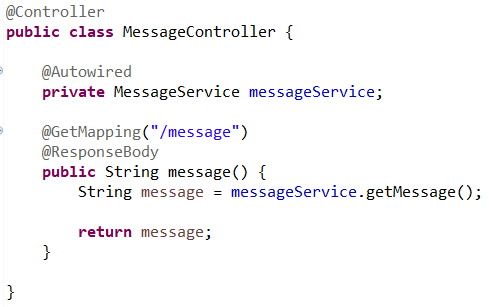 @Controller
public class MessageController {
@Autowired
private MessageService messageService;
@GetMapping("/message")
@ResponseBody
public String message() {
String message = messageService.getMessage();
return message;
}
}